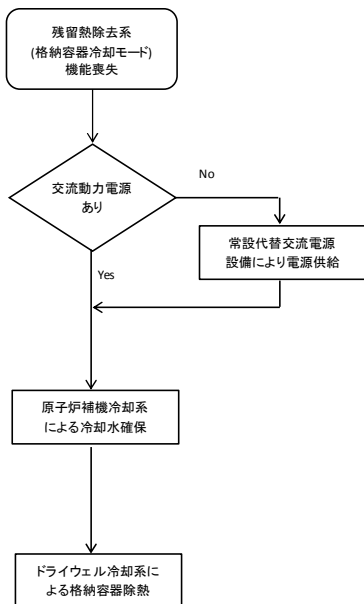 残留熱除去系
(格納容器冷却モード)
機能喪失
交流動力電源
あり
No
常設代替交流電源
設備により電源供給
Yes
原子炉補機冷却系
による冷却水確保
ドライウェル冷却系に
よる格納容器除熱